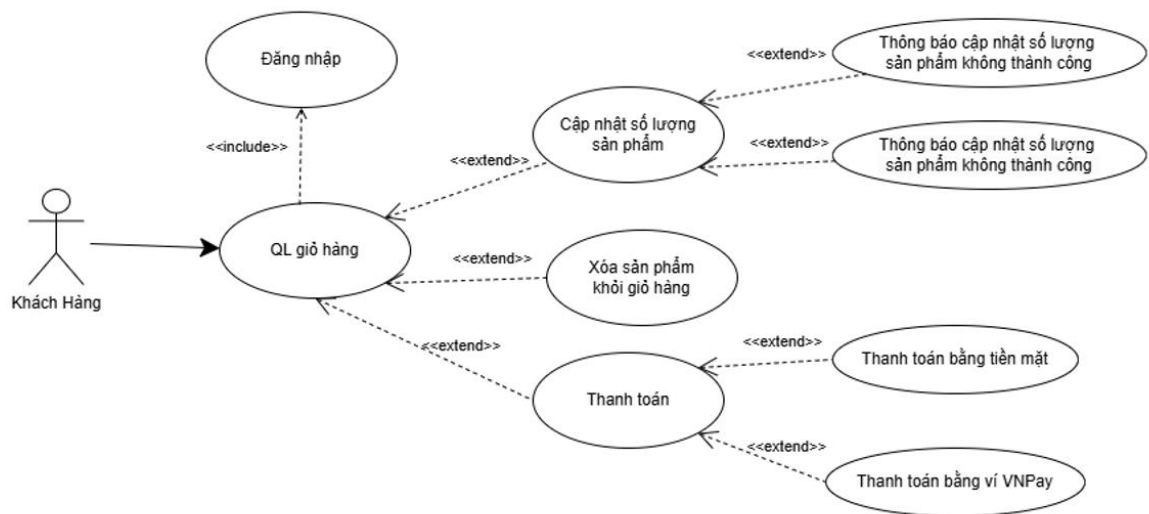 Đăng nhập
<<include>>
QL giỏ hàng
Khách Hàng
<<extend>>
Cập nhật số lượng
sản phẩm
<<extend>>
Thông báo cập nhật số lượng
sản phẩm không thành công
<<extend>>
Thông báo cập nhật số lượng
sản phẩm không thành công
<<extend>>
Xóa sản phẩm
khỏi giỏ hàng
<<extend>>
Thanh toán
<<extend>>
Thanh toán bằng tiền mặt
<<extend>>
Thanh toán bằng ví VNPay